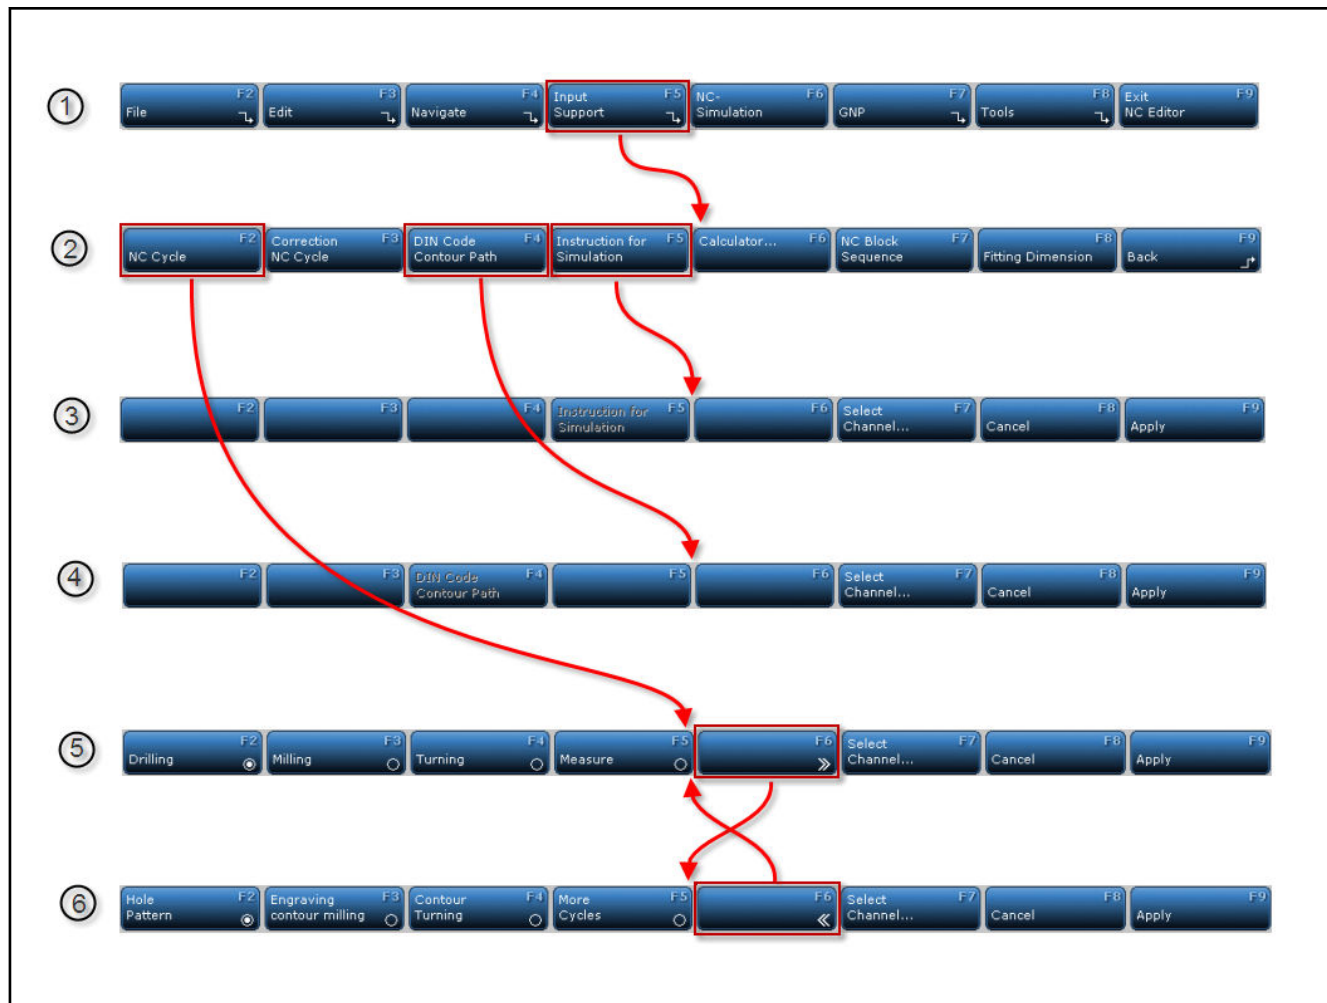 1
F2
File
F3
Edit
F4
Navigate
Input F5
Support
NC- F6
Simulation
F7
GNP
F8
Tools
Exit F9
NC Editor
2
F2
NC Cycle
Correction F3
NC Cycle
DIN Code F4
Contour Path
Instruction for F5
Simulation
Calculator... F6
NC Block F7
Sequence
F8
Fitting Dimension
F9
Back
3
F2
F3
F4
Instruction for F5
Simulation
F6
Select F7
Channel...
F8
Cancel
F9
Apply
4
F2
F3
DIN Code F4
Contour Path
F5
F6
Select F7
Channel...
F8
Cancel
F9
Apply
5
F2
Drilling
F3
Milling
F4
Turning
F5
Measure
F6
»
Select F7
Channel...
F8
Cancel
F9
Apply
6
Hole F2
Pattern
Engraving F3
contour milling
Contour F4
Turning
More F5
Cycles
F6
«
Select F7
Channel...
F8
Cancel
F9
Apply